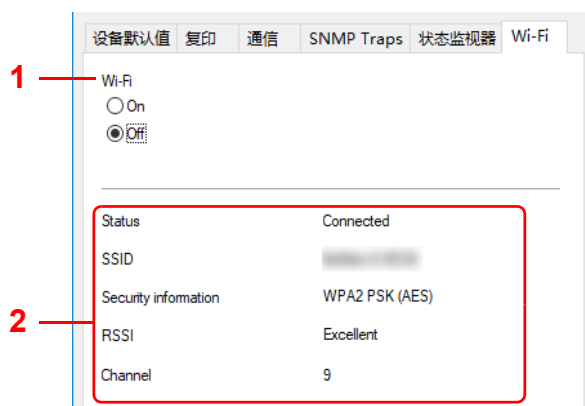 设备默认值 复印 通信 SNMP Traps 状态监视器 Wi-Fi
1
Wi-Fi
On
Off
2
Status Connected
SSID
Security information WPA2 PSK (AES)
RSSI Excellent
Channel 9